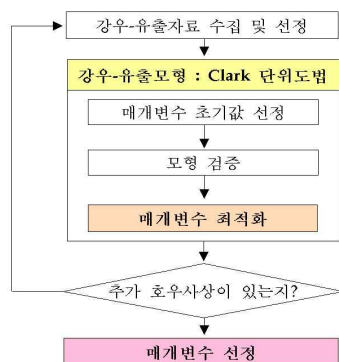 강우-유출자료 수집 및 선정
강우-유출모형 : Clark 단위도법
매개변수 초기값 선정
모형 검증
매개변수 최적화
추가 호우사상이 있는지?
매개변수 선정